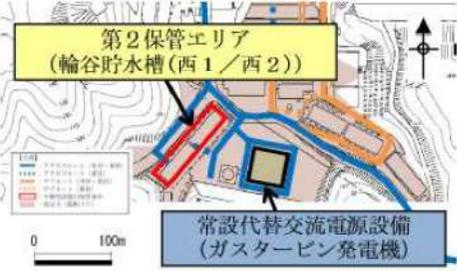 第2保管エリア
(輪谷貯水槽(西1/西2))
常設代替交流電源設備
(ガスタービン発電機)
0 100m